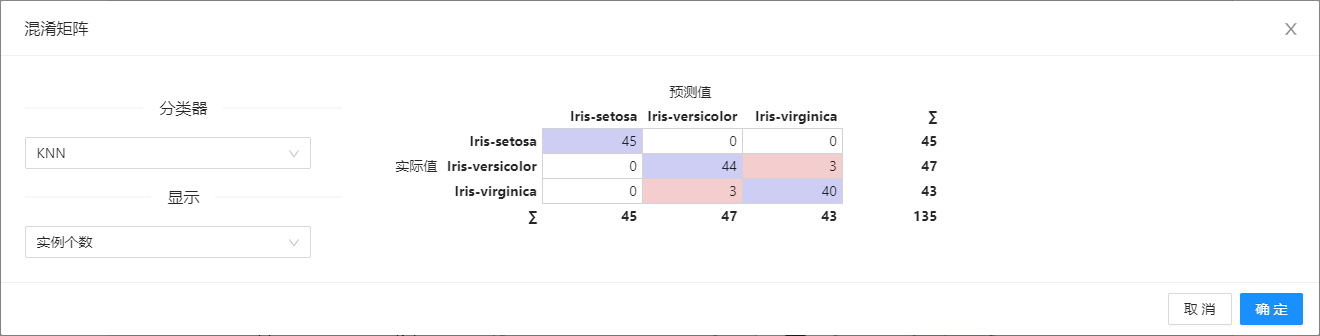 混淆矩阵
分类器
KNN
显示
实例个数
预测值
Iris-setosa Iris-versicolor Iris-virginica ∑
Iris-setosa 45 0 0 45
实际值 Iris-versicolor 0 44 3 47
Iris-virginica 0 3 40 43
∑ 45 47 43 135
取 消 确 定